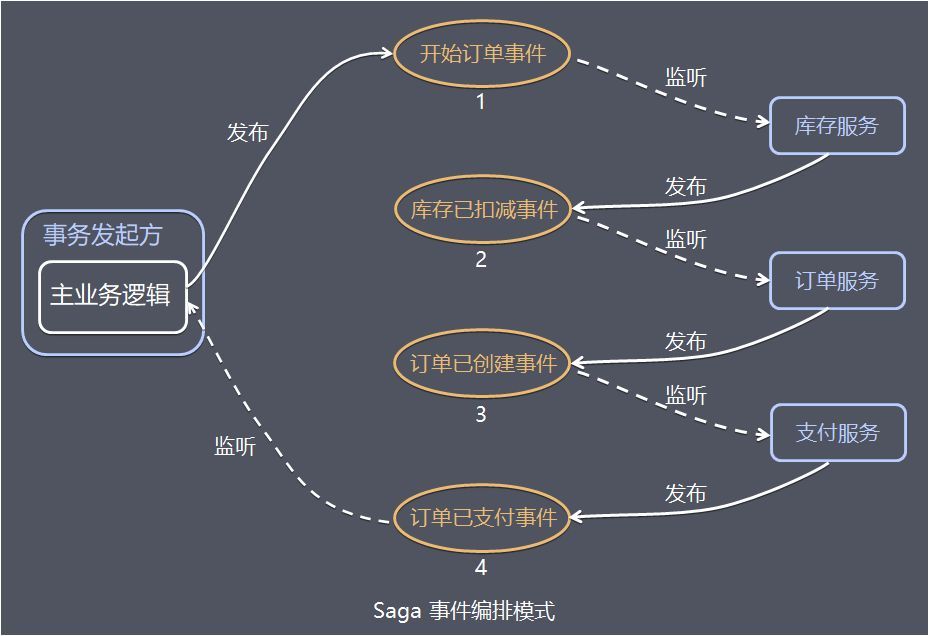 开始订单事件
1
监听
发布
库存服务
发布
库存已扣减事件
2
监听
事务发起方
主业务逻辑
订单服务
发布
订单已创建事件
3
监听
支付服务
监听
发布
订单已支付事件
4
Saga 事件编排模式